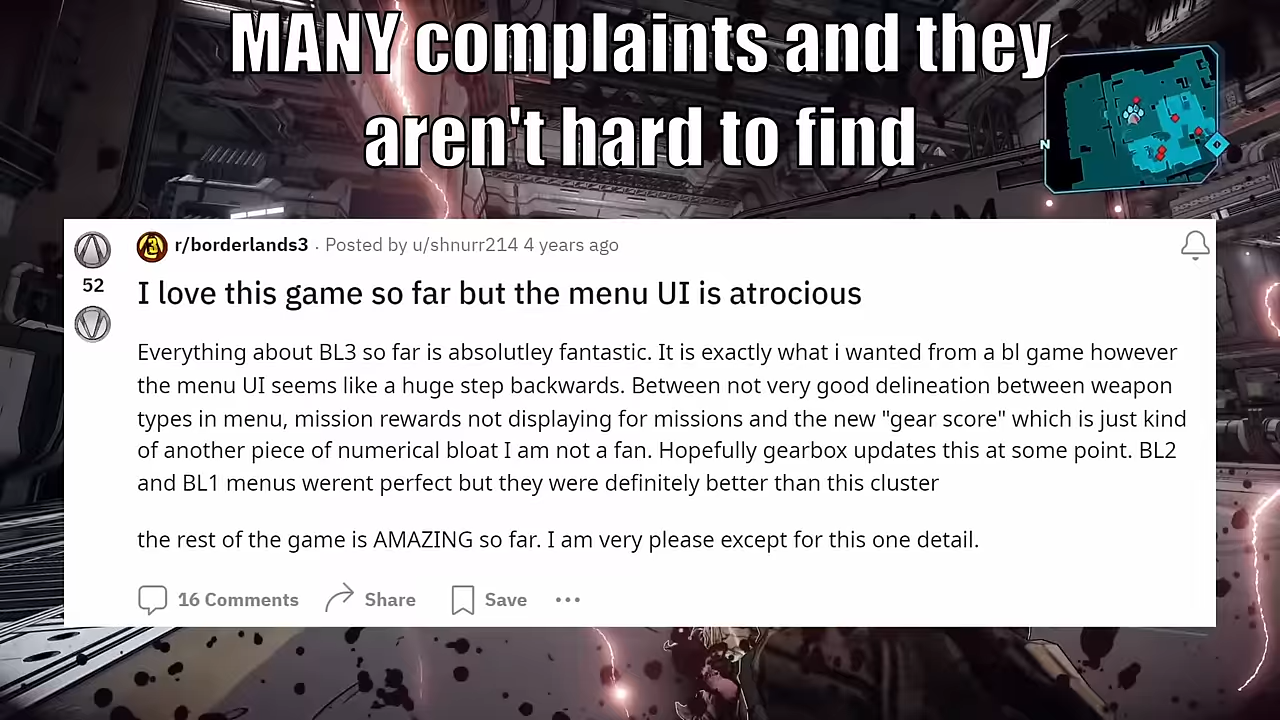 MANY complaints and they
aren't hard to find
N
r/borderlands3 · Posted by u/shnurr214 4 years ago
52
I love this game so far but the menu UI is atrocious
Everything about BL3 so far is absolutley fantastic. It is exactly what i wanted from a bl game however
the menu UI seems like a huge step backwards. Between not very good delineation between weapon
types in menu, mission rewards not displaying for missions and the new "gear score" which is just kind
of another piece of numerical bloat I am not a fan. Hopefully gearbox updates this at some point. BL2
and BL1 menus werent perfect but they were definitely better than this cluster
the rest of the game is AMAZING so far. I am very please except for this one detail.
16 Comments Share Save